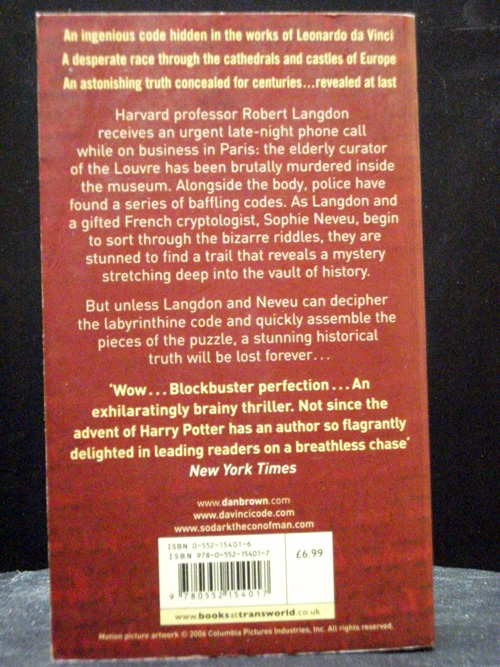 An ingenious code hidden in the works of Leonardo da Vinci
A desperate race through the cathedrals and castles of Europe
An astonishing truth concealed for centuries...revealed at last
Harvard professor Robert Langdon
receives an urgent late-night phone call
while on business in Paris: the elderly curator
of the Louvre has been brutally murdered inside
the museum. Alongside the body, police have
found a series of baffling codes. As Langdon and
a gifted French cryptologist, Sophie Neveu, begin
to sort through the bizarre riddles, they are
stunned to find a trail that reveals a mystery
stretching deep into the vault of history.
But unless Langdon and Neveu can decipher
the labyrinthine code and quickly assemble the
pieces of the puzzle, a stunning historical
truth will be lost forever...
'Wow...Blockbuster perfection...An
exhilaratingly brainy thriller. Not since the
advent of Harry Potter has an author so flagrantly
delighted in leading readers on a breathless chase'
New York Times
www.danbrown.com
www.davincicode.com
www.sodarktheconofman.com
ISBN 0-552-15401-6
ISBN 978-0-552-15401-7
£6.99
9 780552 154017
www.booksattransworld.co.uk
Motion picture artwork © 2006 Columbia Pictures Industries, Inc. All rights reserved.